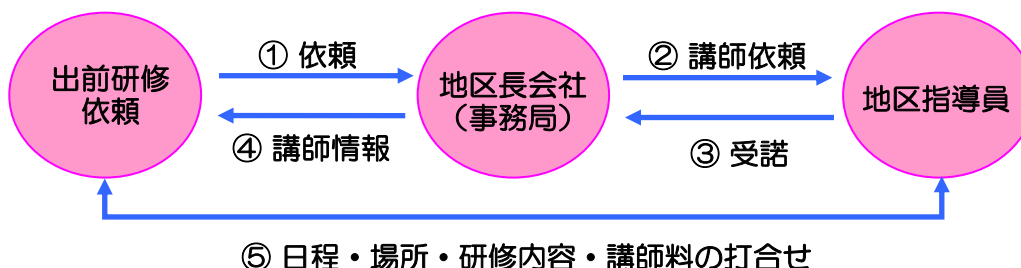 出前研修
依頼
① 依頼
地区長会社
（事務局）
② 講師依頼
地区指導員
④ 講師情報
③ 受諾
⑤ 日程・場所・研修内容・講師料の打合せ